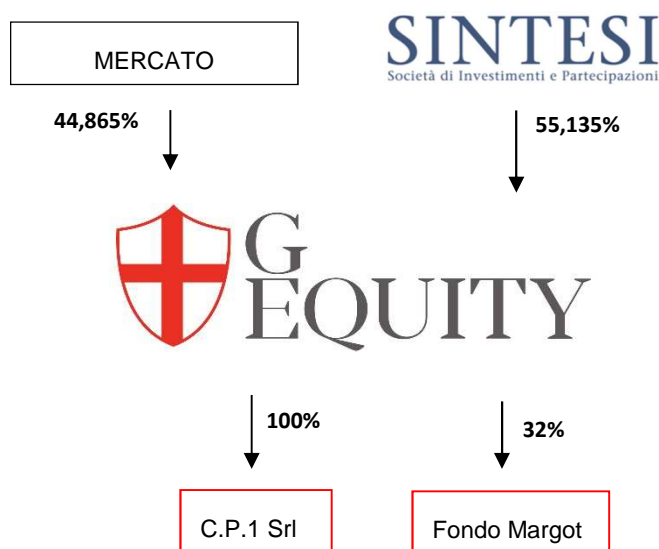 MERCATO
SINTESI
Società di Investimenti e Partecipazioni
44,865%
55,135%
G
EQUITY
100%
32%
C.P.1 Srl
Fondo Margot